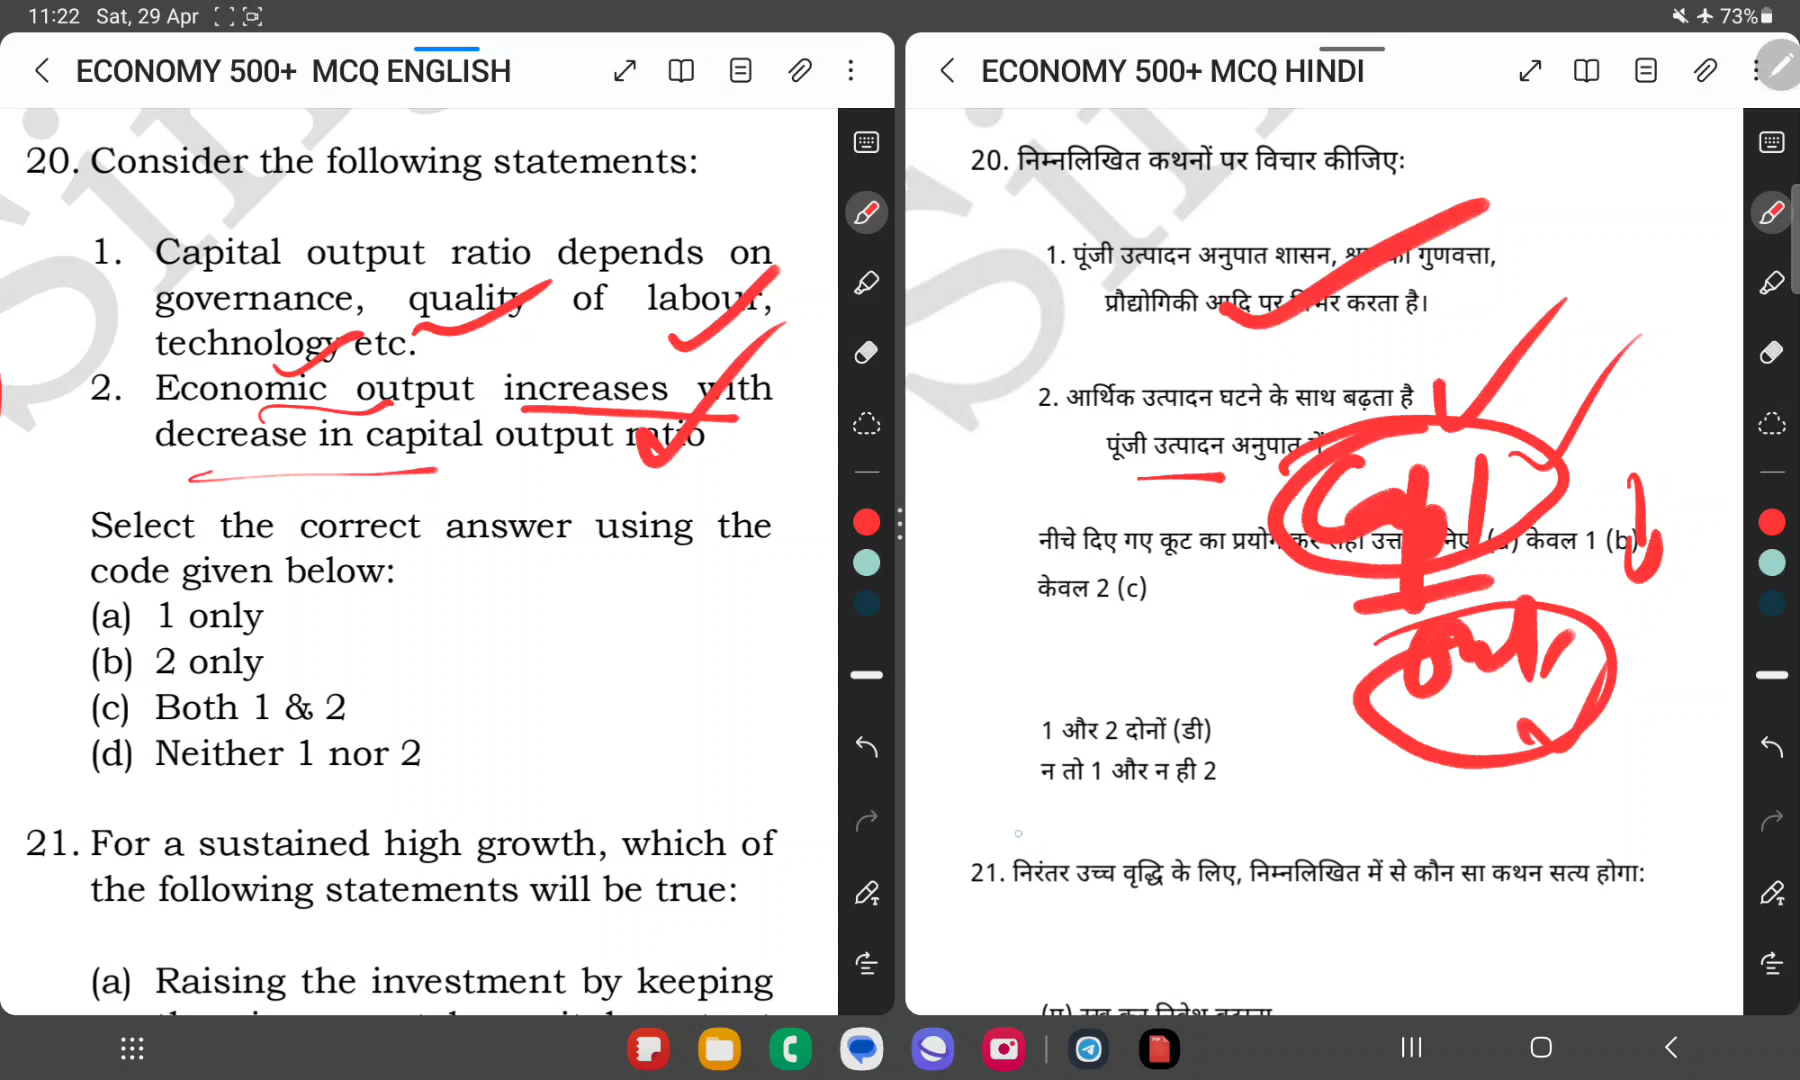 11:22 Sat, 29 Apr
73%
ECONOMY 500+ MCQ ENGLISH
20. Consider the following statements:
1. Capital output ratio depends on
governance, quality of labour,
technology etc.
2. Economic output increases with
decrease in capital output ratio
Select the correct answer using the
code given below:
(a) 1 only
(b) 2 only
(c) Both 1 & 2
(d) Neither 1 nor 2
21. For a sustained high growth, which of
the following statements will be true:
(a) Raising the investment by keeping
ECONOMY 500+ MCQ HINDI
20. निम्नलिखित कथनों पर विचार कीजिए:
1. पूंजी उत्पादन अनुपात शासन, गुणवत्ता,
प्रौद्योगिकी आदि पर निर्भर करता है।
2. आर्थिक उत्पादन घटने के साथ बढ़ता है
पूंजी उत्पादन अनुपात में
नीचे दिए गए कूट का प्रयोग कर सही केवल 1 (b)
केवल 2 (c)
1 और 2 दोनों (डी)
न तो 1 और न ही 2
21. निरंतर उच्च वृद्धि के लिए, निम्नलिखित में से कौन सा कथन सत्य होगा: